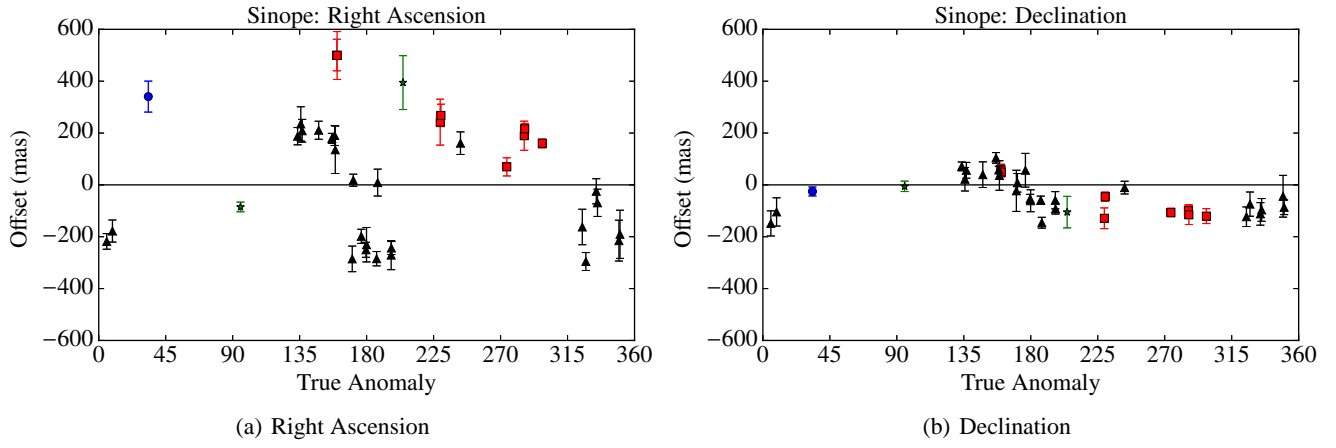 Sinope: Right Ascension
600
400
200
0
−200
−400
−600
Offset (mas)
0 45 90 135 180 225 270 315 360
True Anomaly
(a) Right Ascension
Sinope: Declination
600
400
200
0
−200
−400
−600
Offset (mas)
0 45 90 135 180 225 270 315 360
True Anomaly
(b) Declination